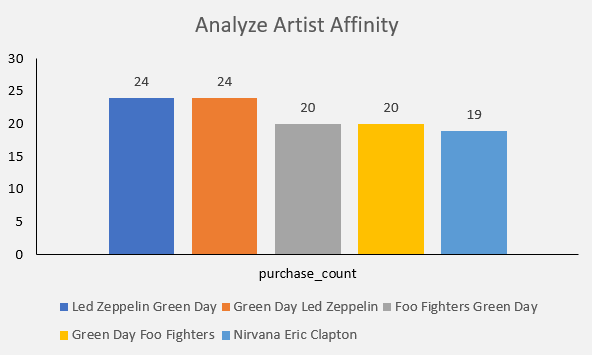 Analyze Artist Affinity
30
25
20
15
10
5
0
24
24
20
20
19
purchase_count
Led Zeppelin Green Day
Green Day Led Zeppelin
Foo Fighters Green Day
Green Day Foo Fighters
Nirvana Eric Clapton